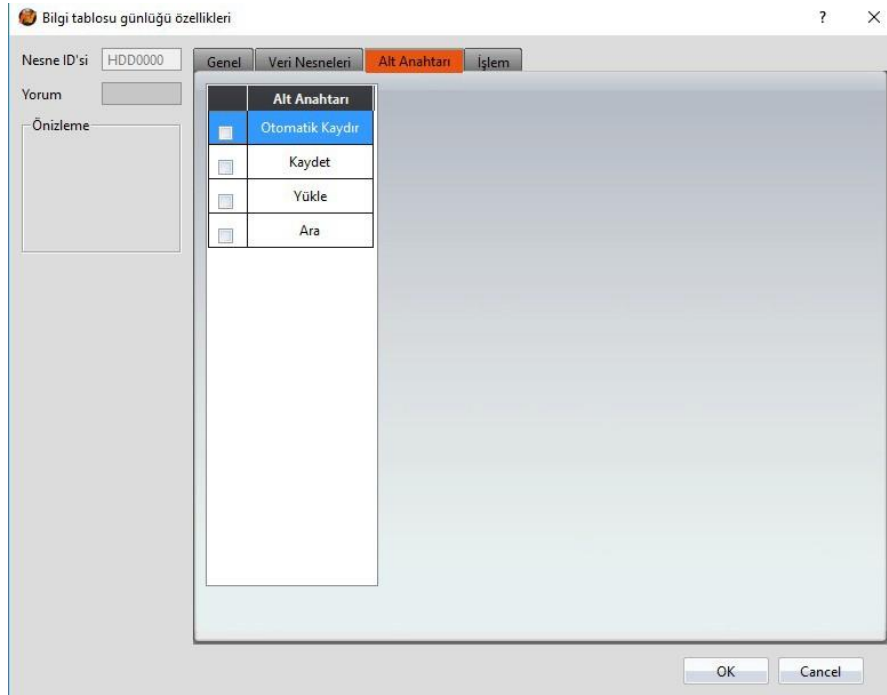 Bilgi tablosu günlüğü özellikleri
?
Nesne ID'si HDD0000
Yorum
Önizleme
Genel Veri Nesneleri Alt Anahtarı İşlem
Alt Anahtarı
Otomatik Kaydır
Kaydet
Yükle
Ara
OK Cancel